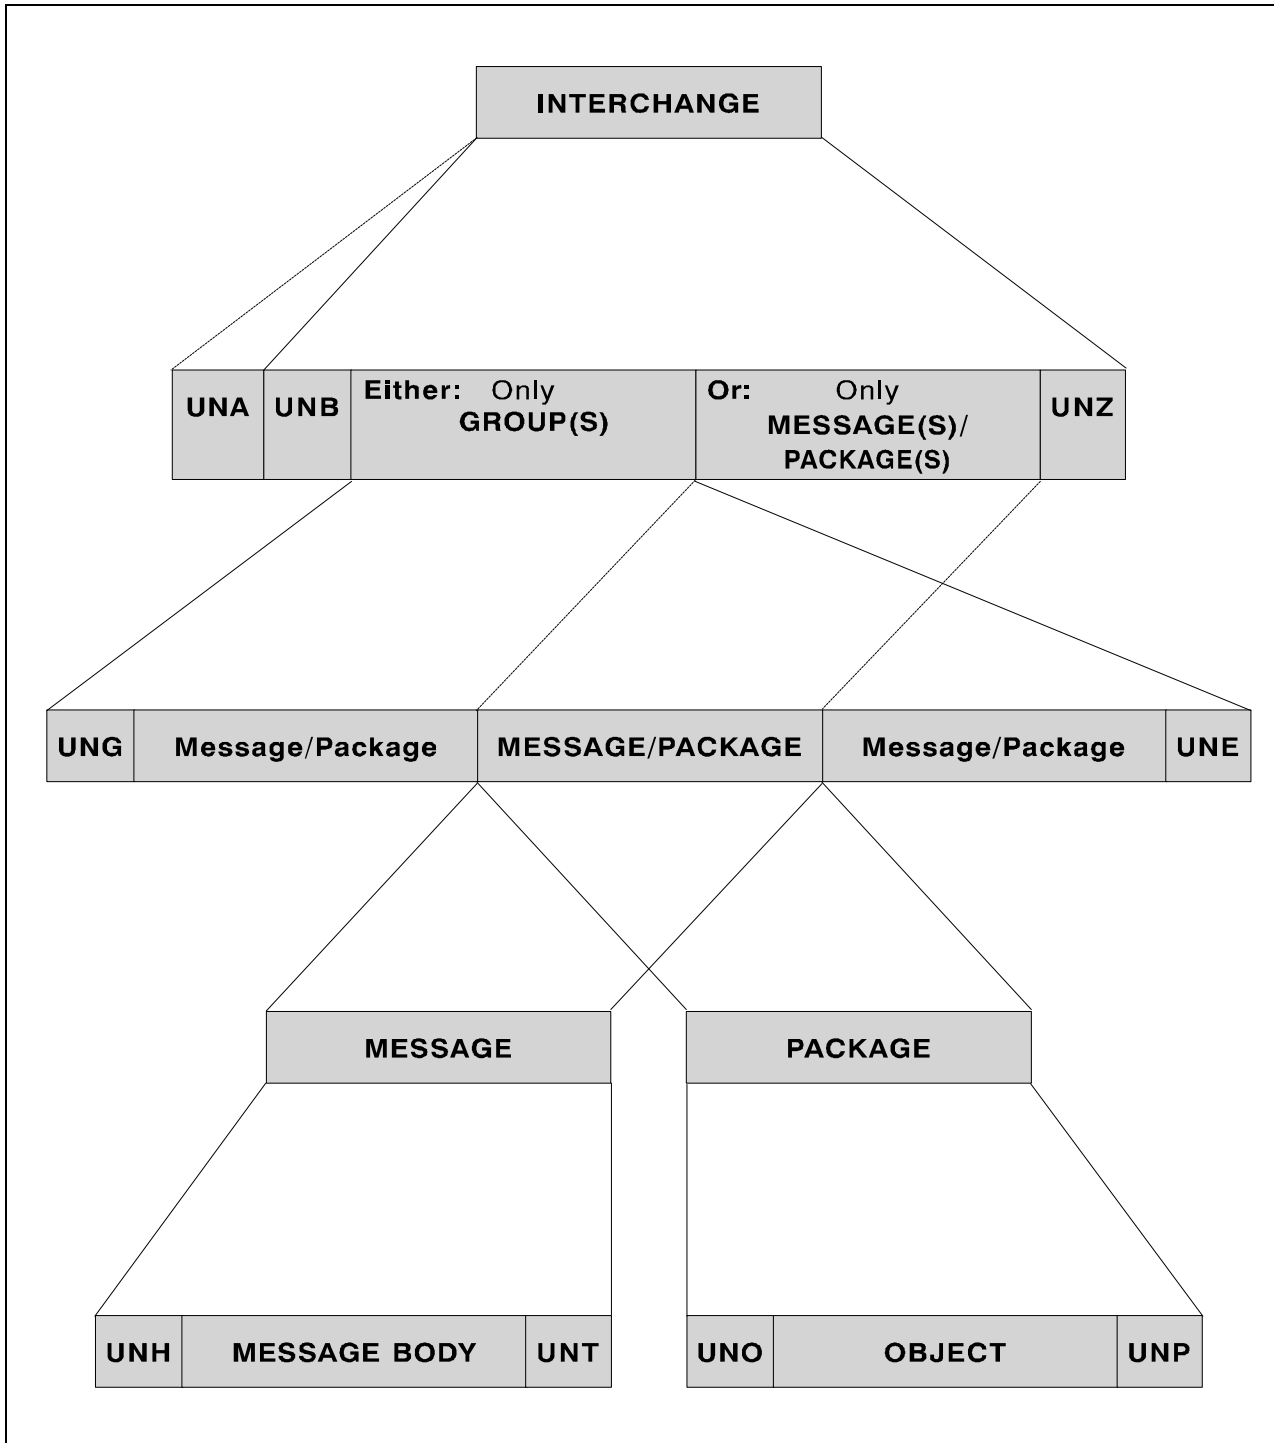 INTERCHANGE
UNA
UNB
Either: Only
GROUP(S)
Or: Only
MESSAGE(S)/
PACKAGE(S)
UNZ
UNG
Message/Package
MESSAGE/PACKAGE
Message/Package
UNE
MESSAGE
PACKAGE
UNH
MESSAGE BODY
UNT
UNO
OBJECT
UNP